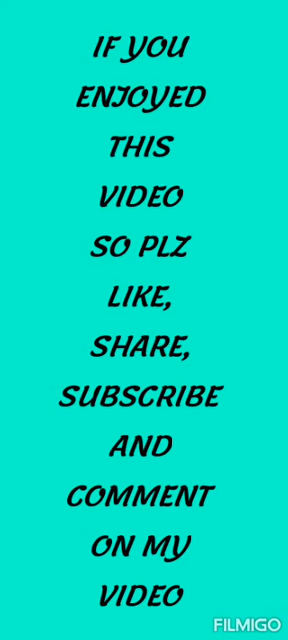 IF YOU
ENJOYED
THIS
VIDEO
SO PLZ
LIKE,
SHARE,
SUBSCRIBE
AND
COMMENT
ON MY
VIDEO
FILMIGO